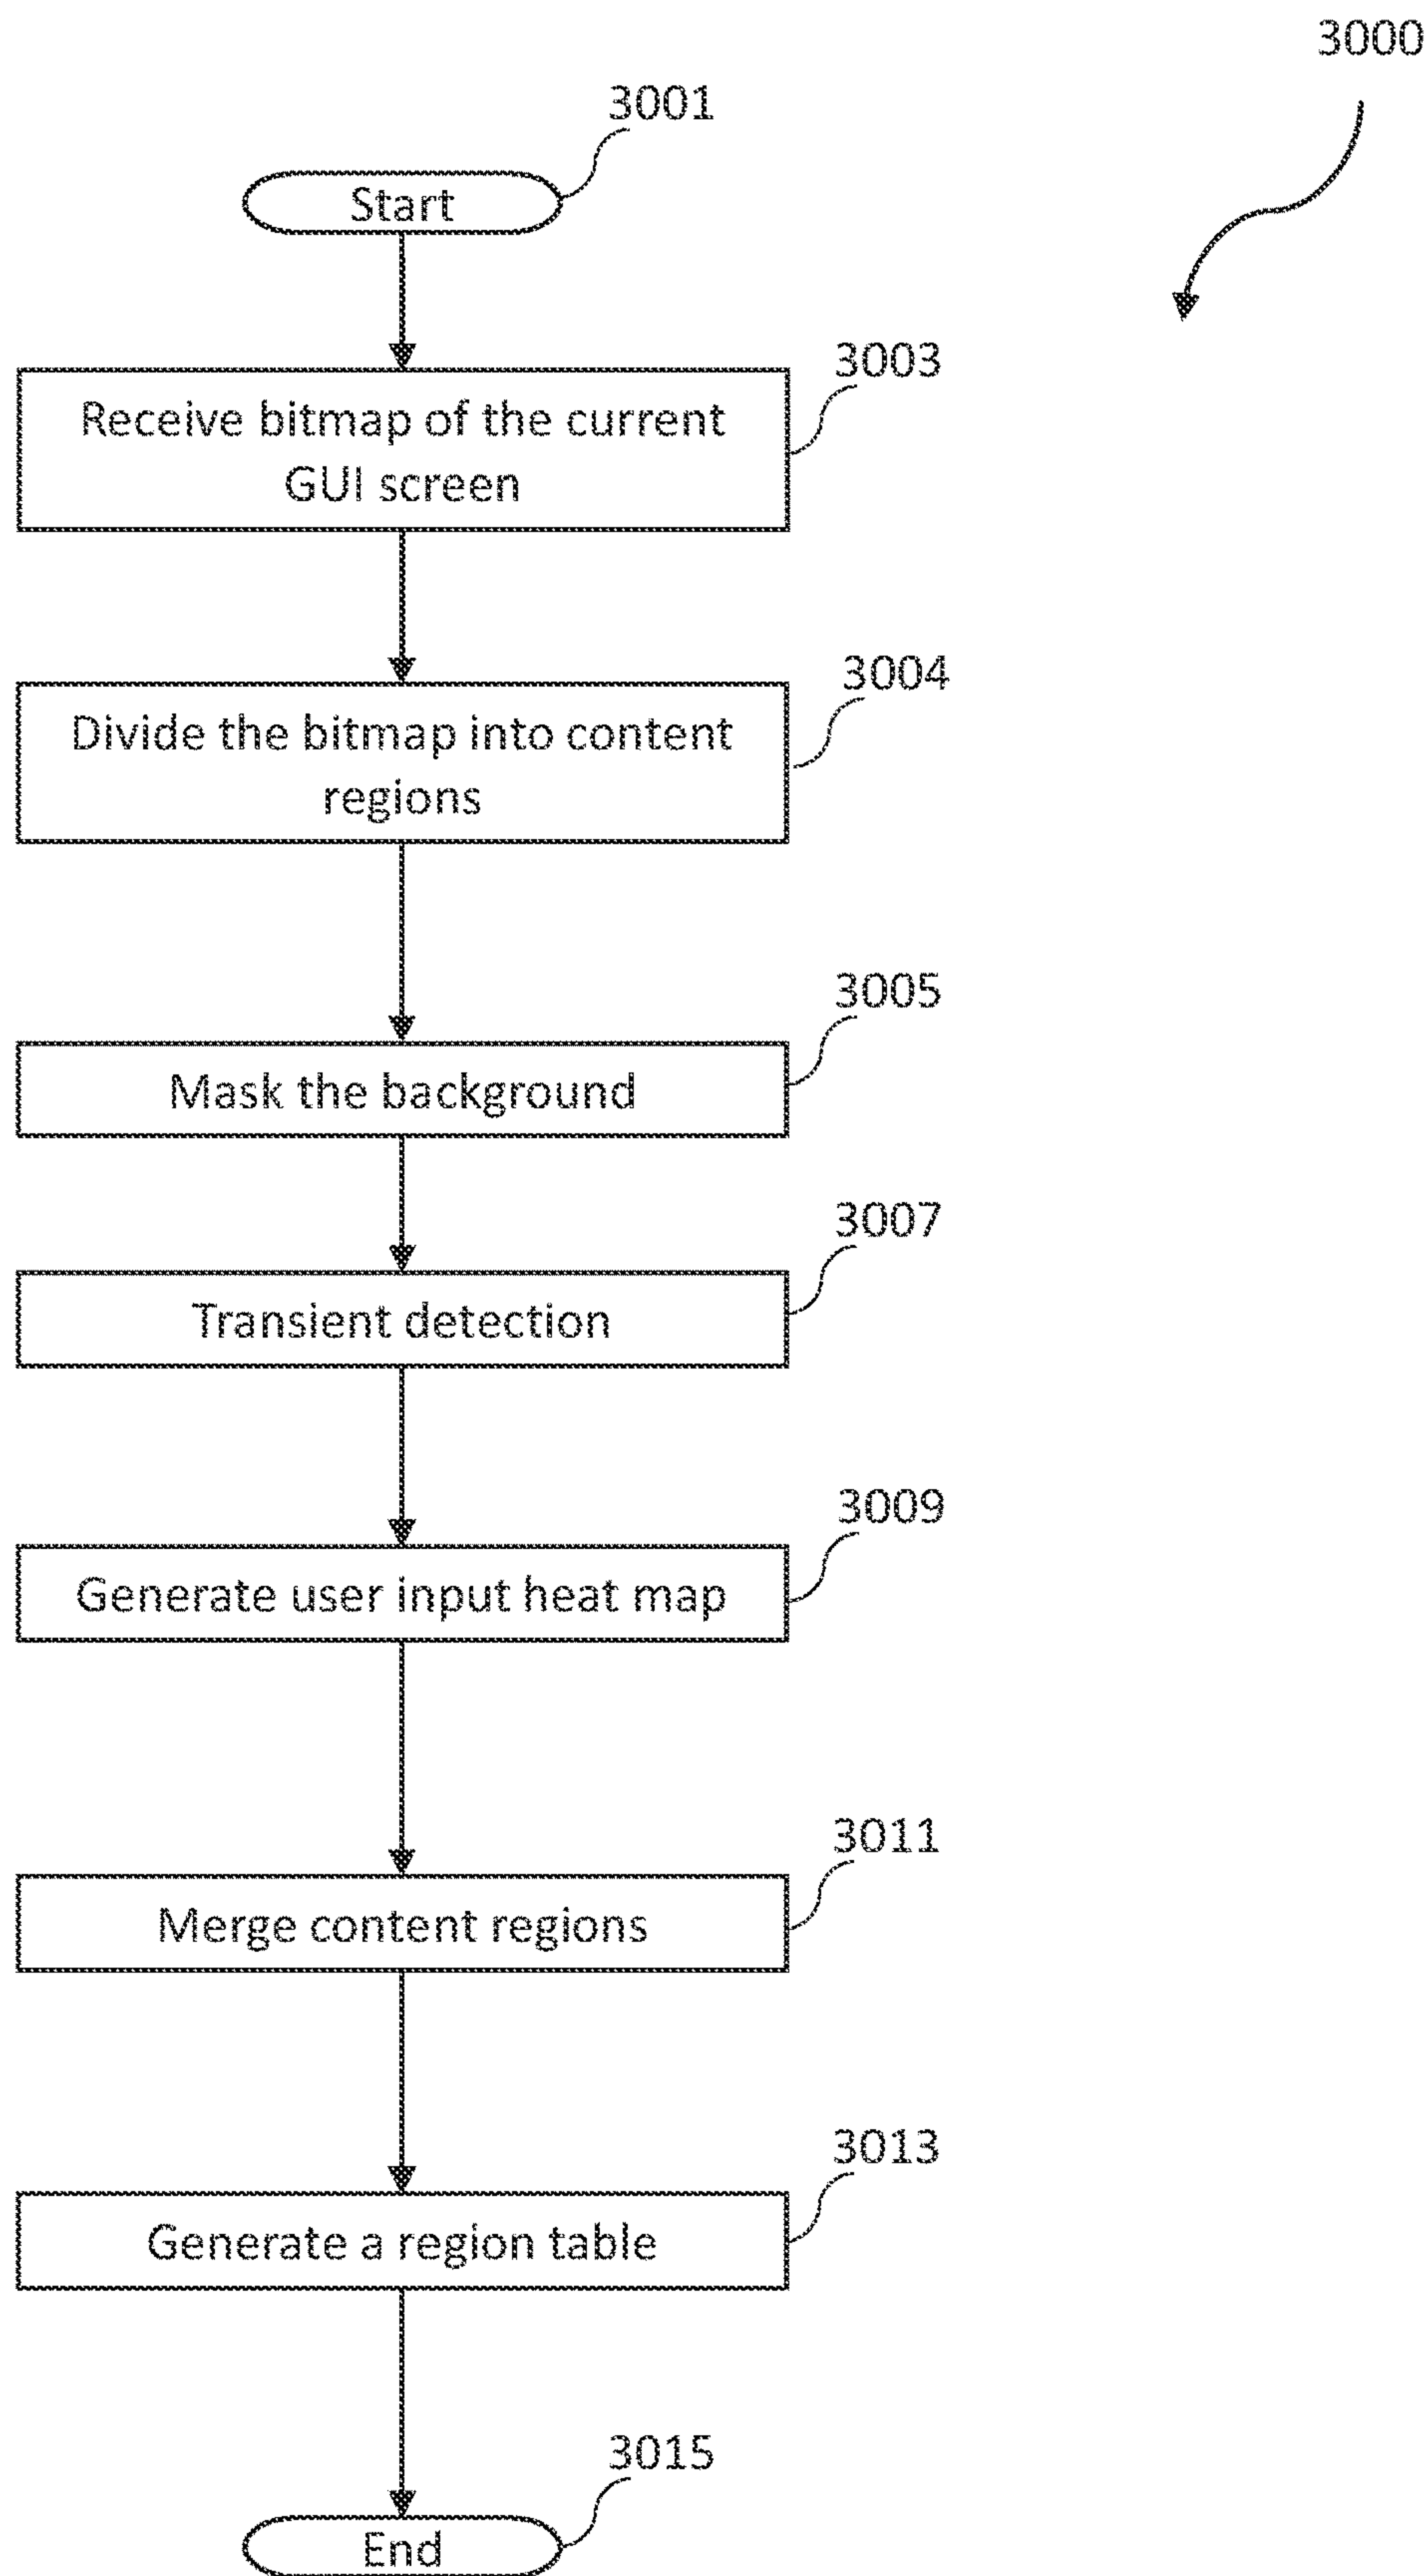 3000
3001
Start
3003
Receive bitmap of the current
GUI screen
3004
Divide the bitmap into content
regions
3005
Mask the background
3007
Transient detection
3009
Generate user input heat map
3011
Merge content regions
3013
Generate a region table
3015
End